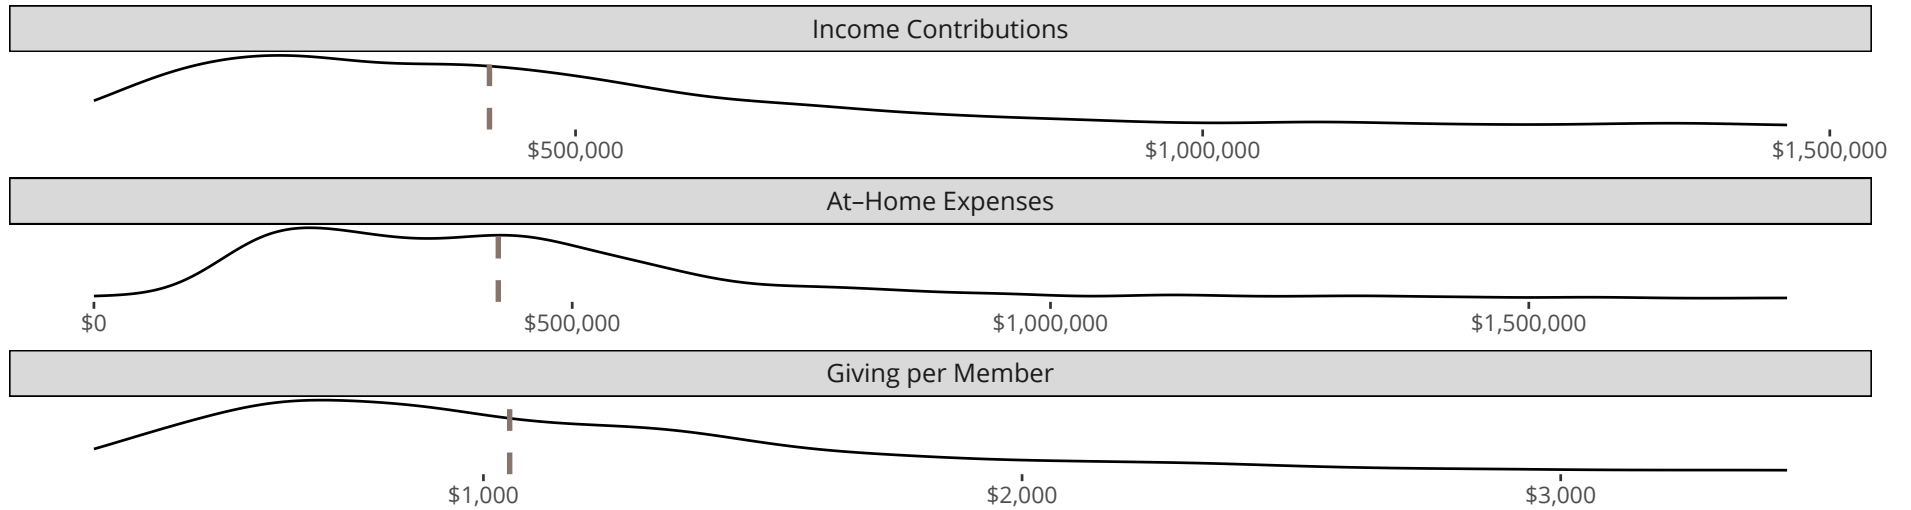 Income Contributions
$500,000 $1,000,000 $1,500,000
At–Home Expenses
$0 $500,000 $1,000,000 $1,500,000
Giving per Member
$1,000 $2,000 $3,000